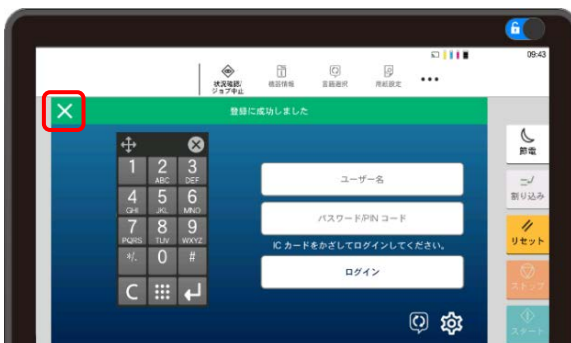 09:43
状況確認/
ジョブ中止
機器情報
言語選択
用紙設定
登録に成功しました
節電
割り込み
リセット
ストップ
スタート
1
2 ABC
3 DEF
4 GHI
5 JKL
6 MNO
7 PQRS
8 TUV
9 WXYZ
*/.
0
#
C
ユーザー名
パスワード/PIN コード
IC カードをかざしてログインしてください。
ログイン